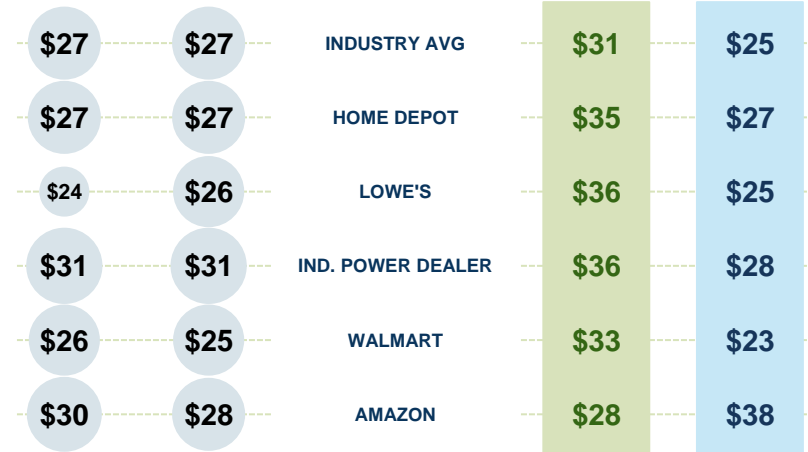 $27 $27 INDUSTRY AVG $31 $25
$27 $27 HOME DEPOT $35 $27
$24 $26 LOWE'S $36 $25
$31 $31 IND. POWER DEALER $36 $28
$26 $25 WALMART $33 $23
$30 $28 AMAZON $28 $38